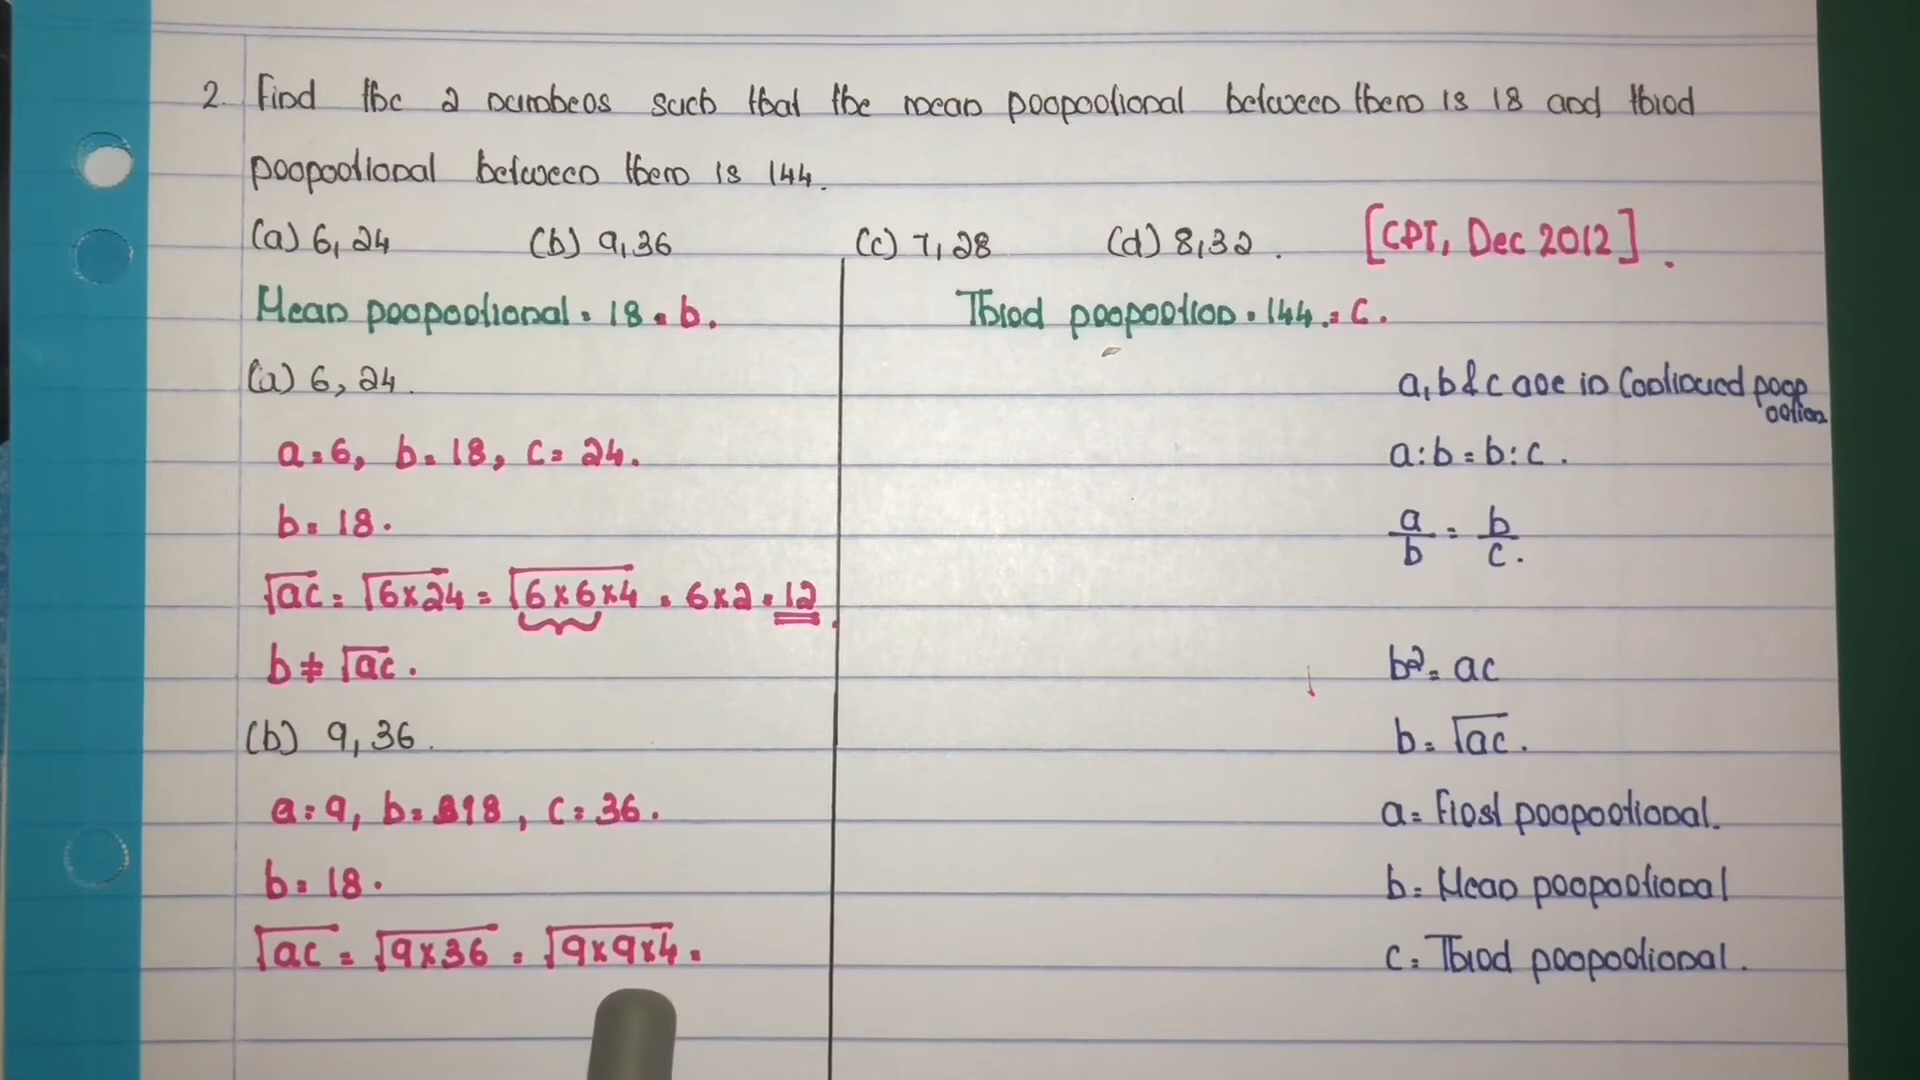 2. Find the 2 numbers such that the mean proportional between them is 18 and third
proportional between them is 144.
(a) 6, 24 (b) 9,36 (c) 7,28 (d) 8,32. [CPT, Dec 2012].
Mean proportional = 18 = b.
(a) 6, 24.
a = 6, b = 18, c = 24.
b = 18.
√ac = √6×24 = √6×6×4 = 6×2 = 12.
b ≠ √ac.
(b) 9, 36.
a = 9, b = 18, c = 36.
b = 18.
√ac = √9×36 = √9×9×4 =
Third proportion = 144. = c.
a, b & c are in Continued prop
ortion
a:b = b:c.
a/b = b/c.
b² = ac
b = √ac.
a = First proportional.
b = Mean proportional
c = Third proportional.